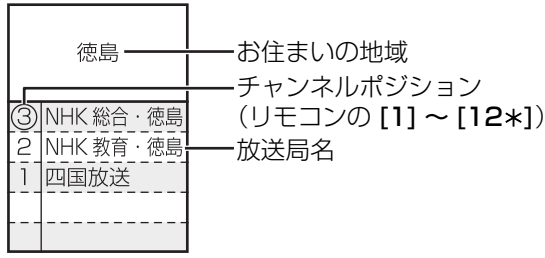 徳島
お住まいの地域
チャンネルポジション
（リモコンの [1] ～ [12＊]）
放送局名
③ NHK 総合・徳島
2 NHK 教育・徳島
1 四国放送